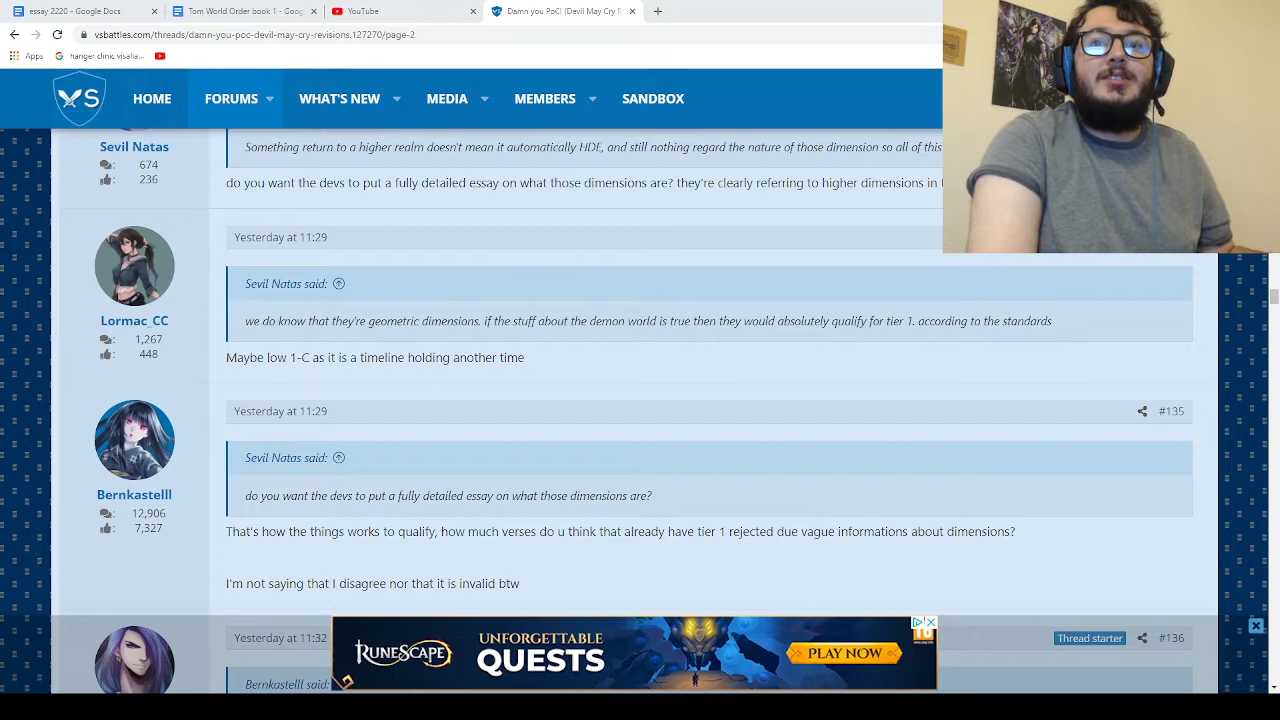 essay 2220 - Google Docs
Tom World Order book 1 - Goog
YouTube
Damn you PoC! (Devil May Cry R
vsbattles.com/threads/damn-you-poc-devil-may-cry-revisions.127270/page-2
Apps
hanger clinic visalia...
VS
HOME
FORUMS
WHAT'S NEW
MEDIA
MEMBERS
SANDBOX
Sevil Natas
674
236
Somathing return to a higher realm doesn't mean it automatically HDE, and still nothing regard the nature of those dimension so all of this
do you want the devs to put a fully detailed essay on what those dimensions are? they're clearly referring to higher dimensions in
Yesterday at 11:29
Lormac_CC
1,267
448
Sevil Natas said:
we do know that they're geometric dimensions. if the stuff about the demon world is true then they would absolutely qualify for tier 1. according to the standards
Maybe low 1-C as it is a timeline holding another time
Yesterday at 11:29
#135
Bernkastelll
12,906
7,327
Sevil Natas said:
do you want the devs to put a fully detailed essay on what those dimensions are?
That's how the things works to qualify, how much verses do u think that already have tier 1 rejected due vague informations about dimensions?
I'm not saying that I disagree nor that it is invalid btw
Yesterday at 11:32
Thread starter
#136
RUNESCAPE
UNFORGETTABLE
QUESTS
PLAY NOW